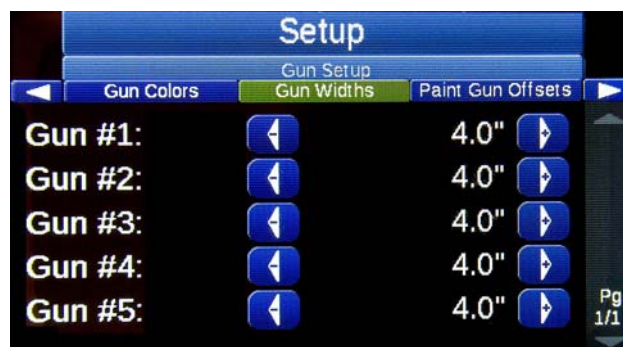 Setup
Gun Setup
Gun Colors Gun Widths Paint Gun Offsets
Gun #1: - 4.0" +
Gun #2: - 4.0" +
Gun #3: - 4.0" +
Gun #4: - 4.0" +
Gun #5: - 4.0" +
Pg
1/1